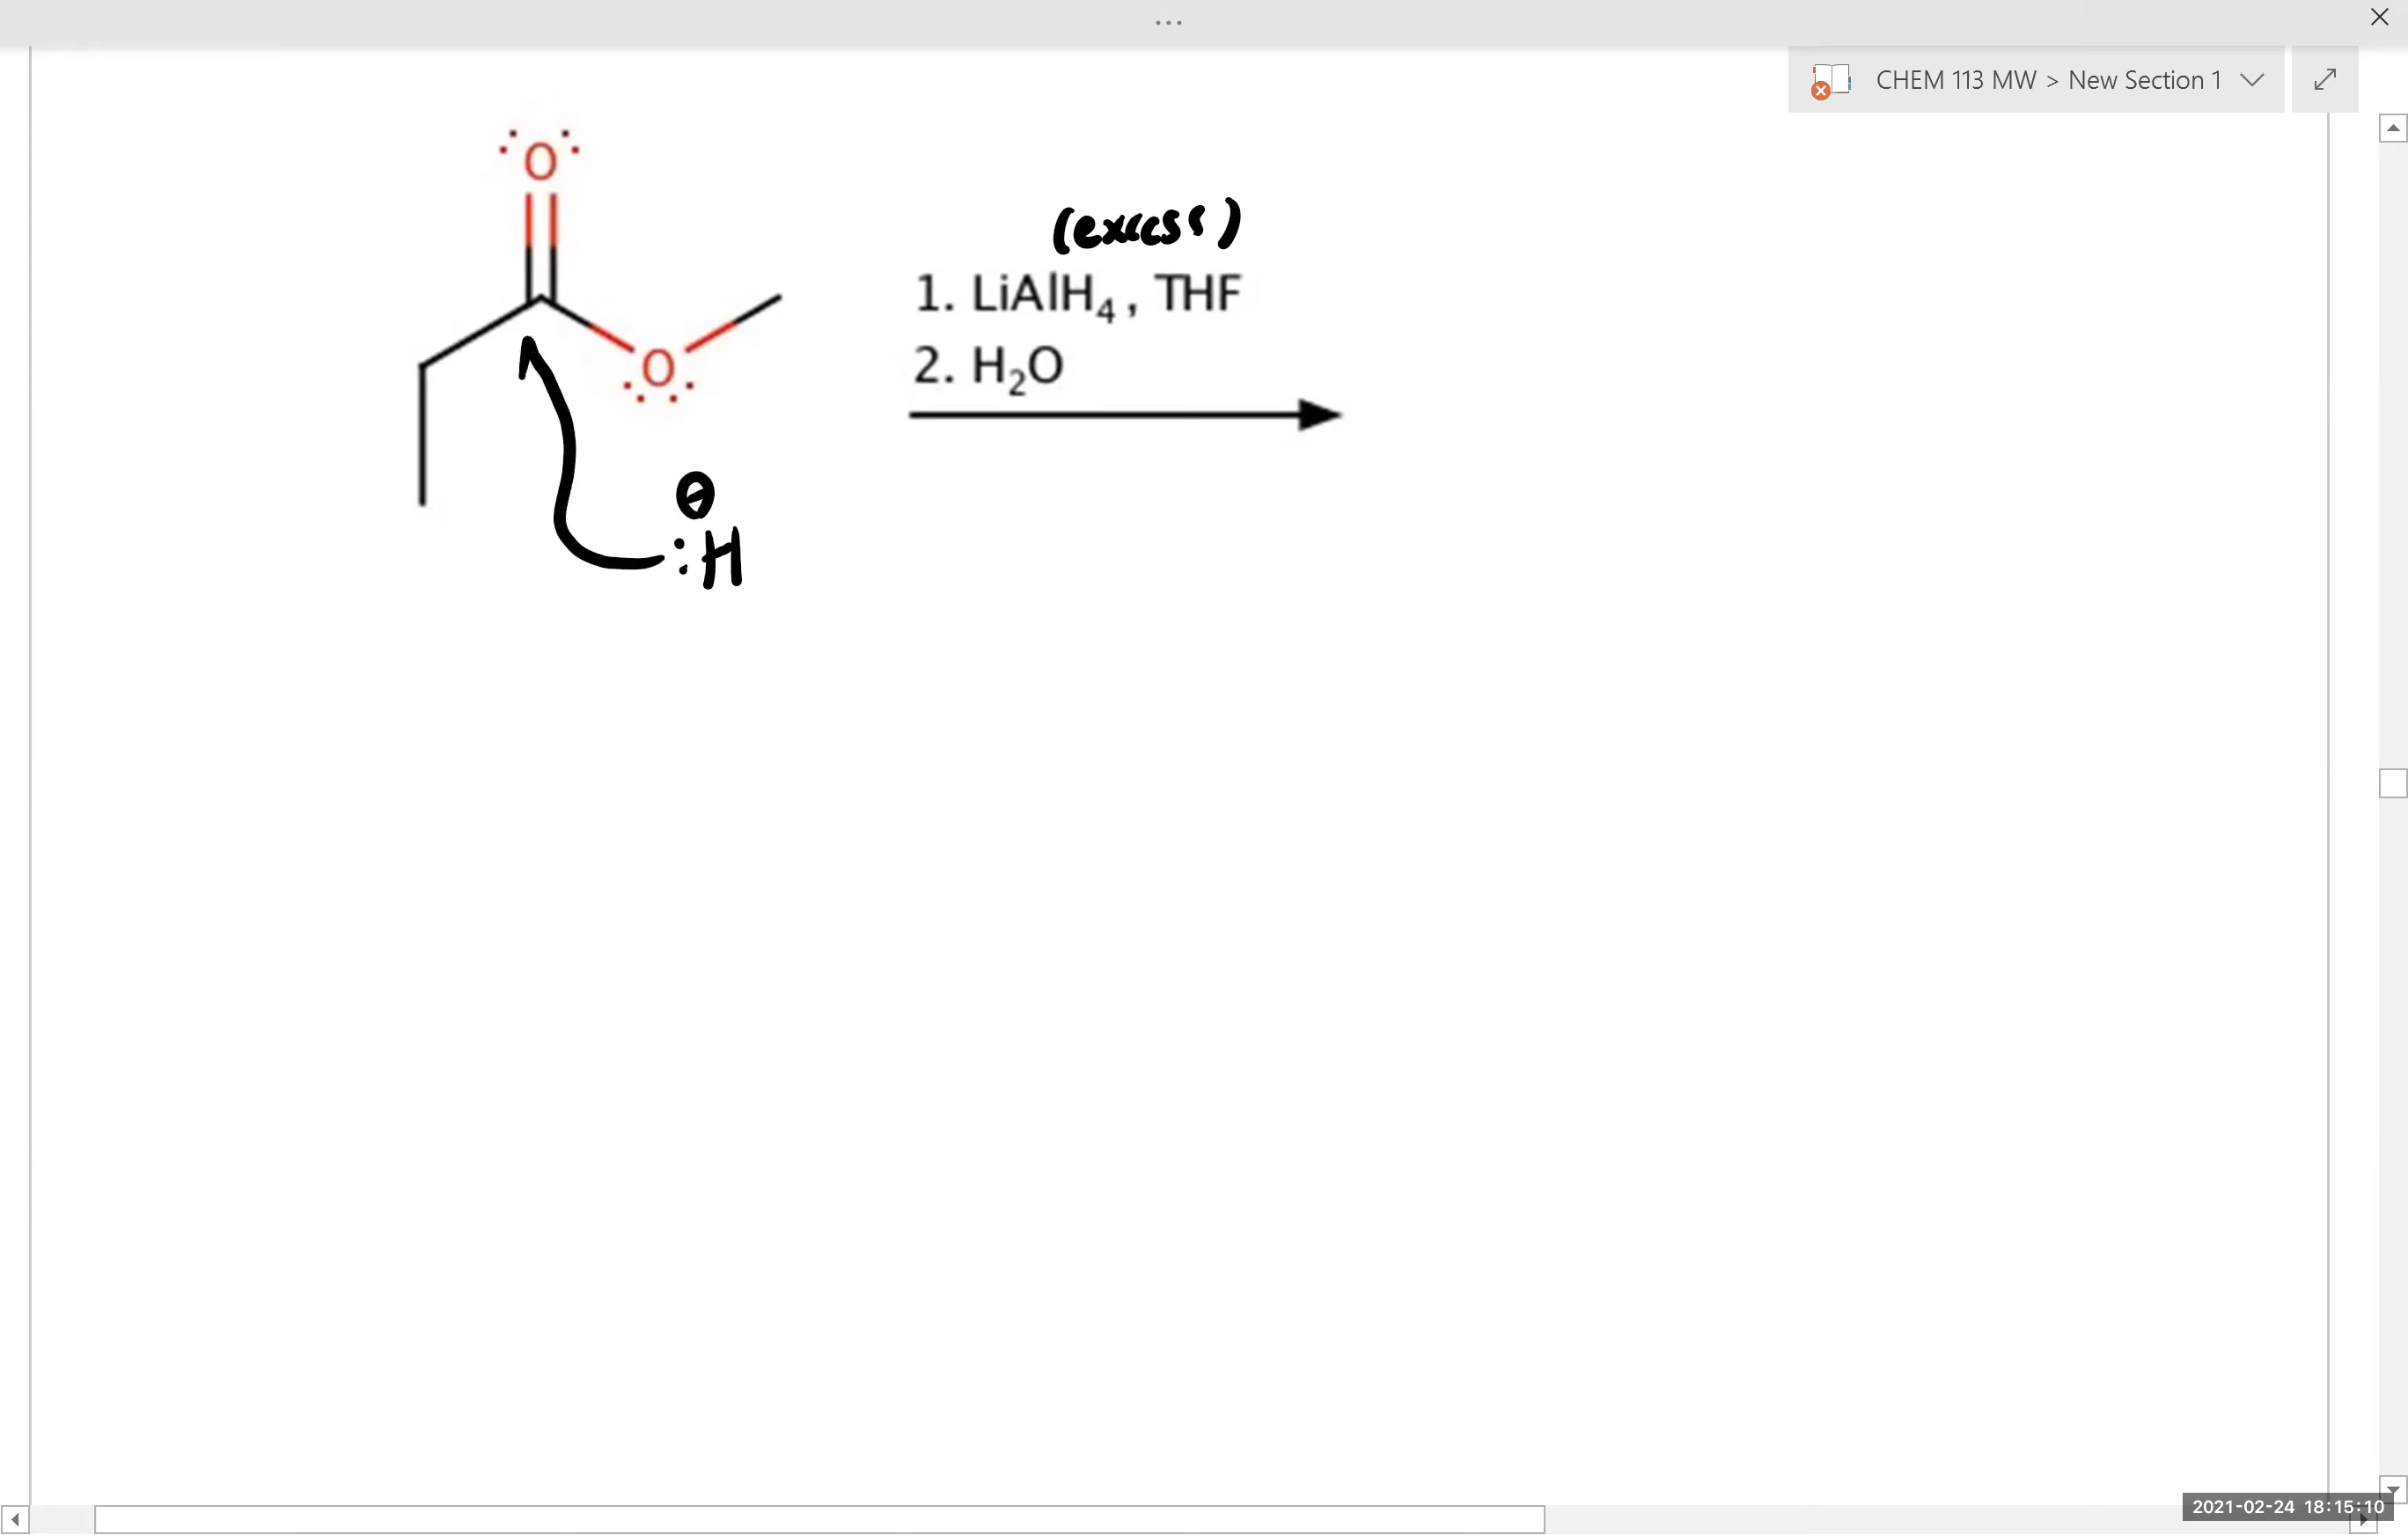 ...
CHEM 113 MW > New Section 1
O
(excess)
1. LiAlH₄, THF
O
2. H₂O
⊖
:H
2021-02-24 18:15:10